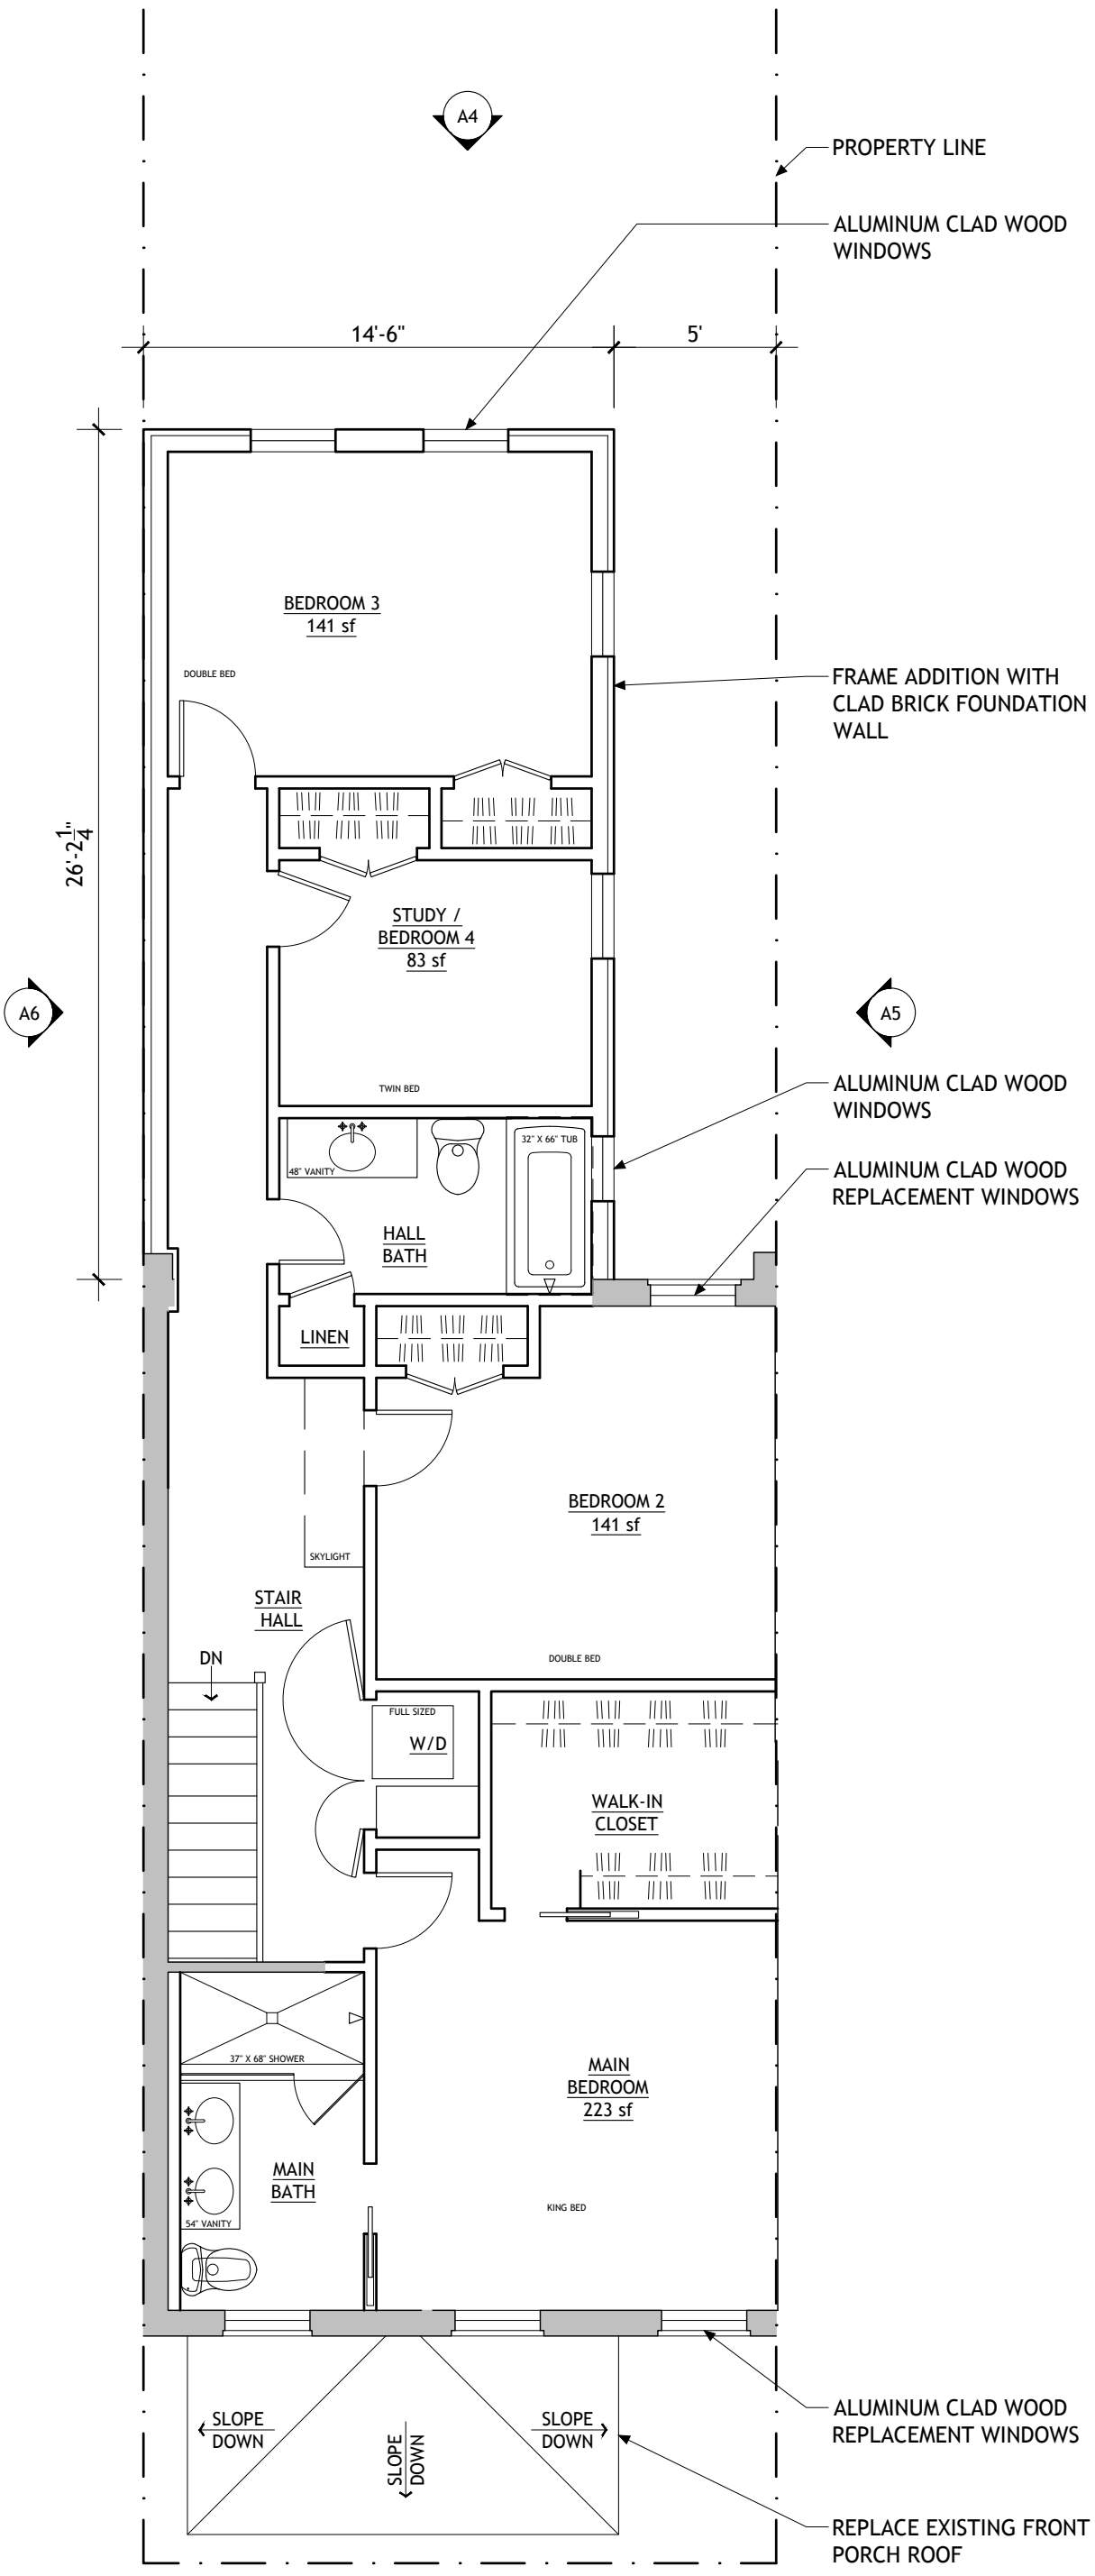 A4
PROPERTY LINE
ALUMINUM CLAD WOOD
WINDOWS
14'-6"
5'
BEDROOM 3
141 sf
DOUBLE BED
FRAME ADDITION WITH
CLAD BRICK FOUNDATION
WALL
26'-2 1/4"
STUDY /
BEDROOM 4
83 sf
A6
A5
TWIN BED
ALUMINUM CLAD WOOD
WINDOWS
32" X 66" TUB
48" VANITY
ALUMINUM CLAD WOOD
REPLACEMENT WINDOWS
HALL
BATH
LINEN
BEDROOM 2
141 sf
SKYLIGHT
STAIR
HALL
DN
DOUBLE BED
FULL SIZED
W/D
WALK-IN
CLOSET
37" X 68" SHOWER
MAIN
BEDROOM
223 sf
MAIN
BATH
54" VANITY
KING BED
ALUMINUM CLAD WOOD
REPLACEMENT WINDOWS
SLOPE
DOWN
SLOPE
DOWN
SLOPE
DOWN
REPLACE EXISTING FRONT
PORCH ROOF